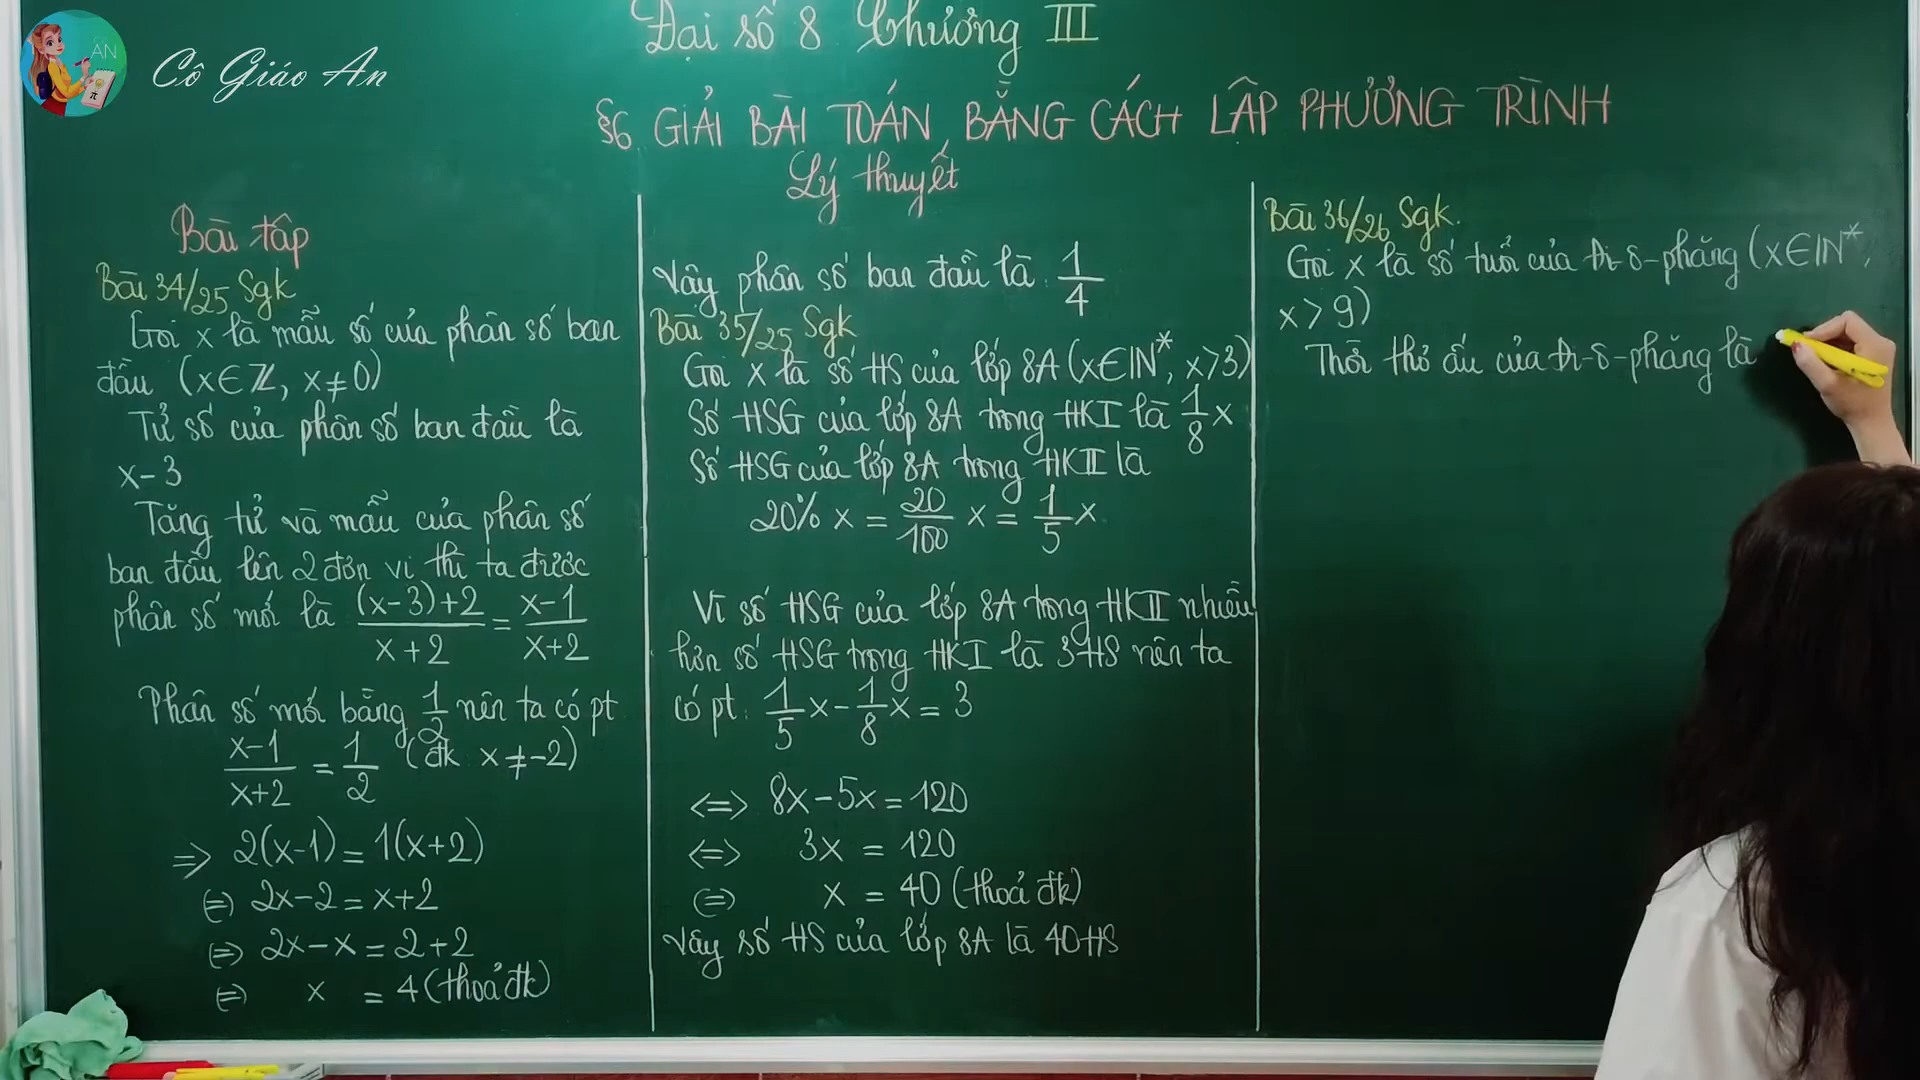 ÂN
π
Cô Giáo An
Đại số 8 Chương III
§6 GIẢI BÀI TOÁN BẰNG CÁCH LẬP PHƯƠNG TRÌNH
Lý thuyết
Bài tập
Bài 34/25 Sgk
Gọi x là mẫu số của phân số ban
đầu (x∈Z, x≠0)
Tử số của phân số ban đầu là
x-3
Tăng tử và mẫu của phân số
ban đầu lên 2 đơn vị thì ta được
phân số mới là (x-3)+2/x+2 = x-1/x+2
Phân số mới bằng 1/2 nên ta có pt
x-1/x+2 = 1/2 (đk x≠-2)
=> 2(x-1) = 1(x+2)
(=) 2x-2 = x+2
(=) 2x-x = 2+2
(=) x = 4 (thoả đk)
Vậy phân số ban đầu là 1/4
Bài 35/25 Sgk
Gọi x là số HS của lớp 8A (x∈IN*, x>3)
Số HSG của lớp 8A trong HKI là 1/8 x
Số HSG của lớp 8A trong HKII là
20% x = 20/100 x = 1/5 x
Vì số HSG của lớp 8A trong HKII nhiều
hơn số HSG trong HKI là 3HS nên ta
có pt: 1/5 x - 1/8 x = 3
<=> 8x-5x = 120
<=> 3x = 120
(=) x = 40 (thoả đk)
Vậy số HS của lớp 8A là 40HS
Bài 36/26 Sgk.
Gọi x là số tuổi của Đi-ô-phăng (x∈IN*,
x>9)
Thời thơ ấu của Đi-ô-phăng là